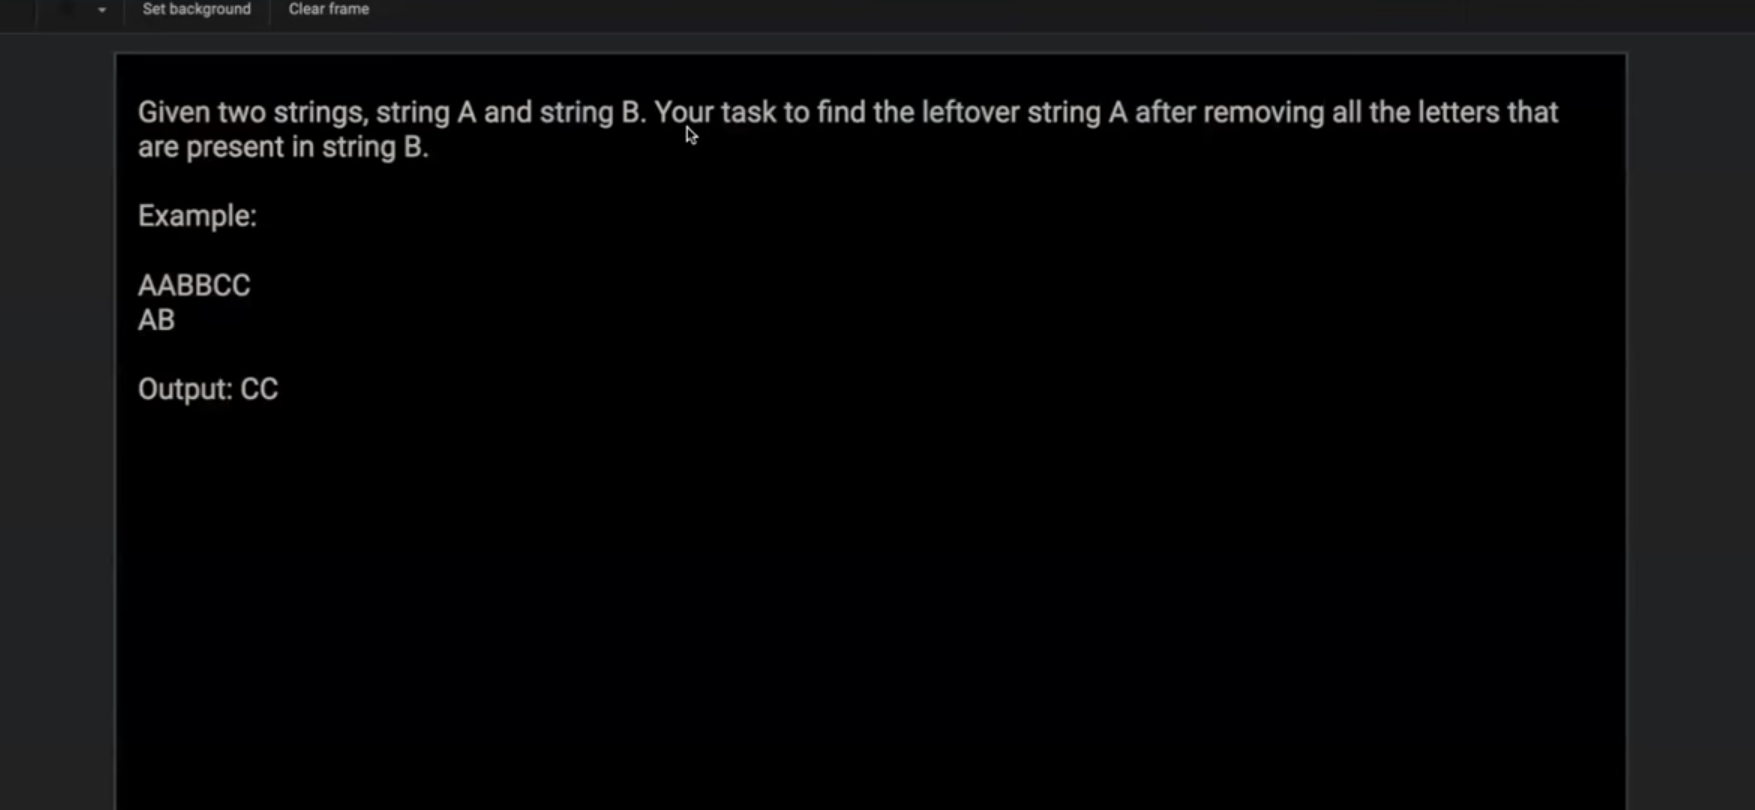 Set background Clear frame
Given two strings, string A and string B. Your task to find the leftover string A after removing all the letters that
are present in string B.
Example:
AABBCC
AB
Output: CC